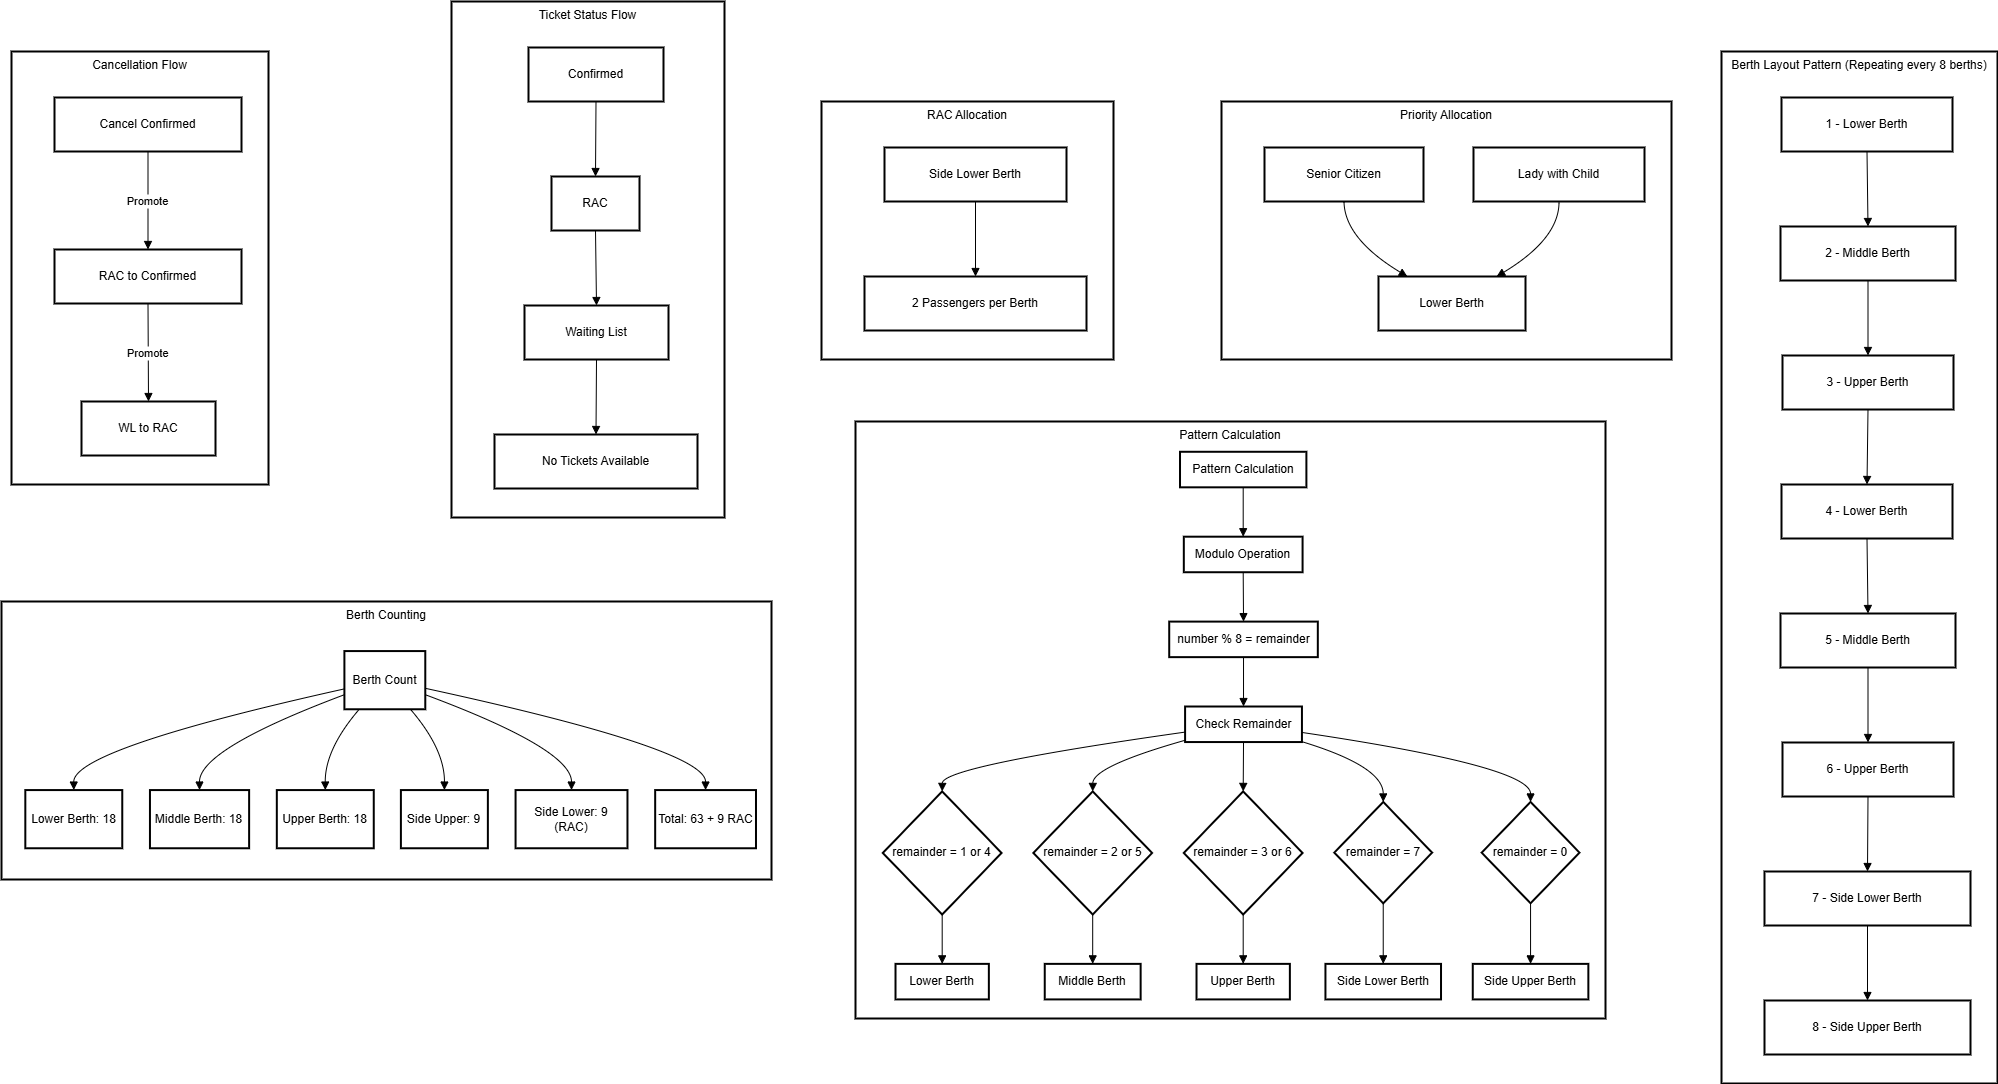 Ticket Status Flow
Confirmed
RAC
Waiting List
No Tickets Available
Cancellation Flow
Cancel Confirmed
Promote
RAC to Confirmed
Promote
WL to RAC
RAC Allocation
Side Lower Berth
2 Passengers per Berth
Priority Allocation
Senior Citizen
Lady with Child
Lower Berth
Berth Layout Pattern (Repeating every 8 berths)
1 - Lower Berth
2 - Middle Berth
3 - Upper Berth
4 - Lower Berth
5 - Middle Berth
6 - Upper Berth
7 - Side Lower Berth
8 - Side Upper Berth
Pattern Calculation
Pattern Calculation
Modulo Operation
number % 8 = remainder
Check Remainder
remainder = 1 or 4
remainder = 2 or 5
remainder = 3 or 6
remainder = 7
remainder = 0
Lower Berth
Middle Berth
Upper Berth
Side Lower Berth
Side Upper Berth
Berth Counting
Berth Count
Lower Berth: 18
Middle Berth: 18
Upper Berth: 18
Side Upper: 9
Side Lower: 9
(RAC)
Total: 63 + 9 RAC